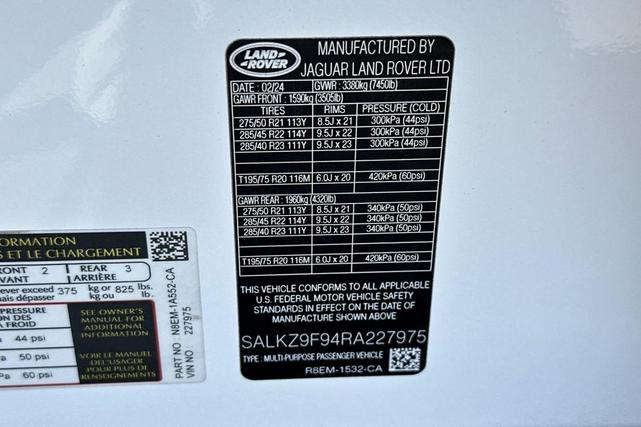 LAND-
ROVER
MANUFACTURED BY
JAGUAR LAND ROVER LTD
DATE: 02/24 GVWR: 3380kg (7450lb)
GAWR FRONT: 1590kg (3505lb)
TIRES RIMS PRESSURE (COLD)
275/50 R21 113Y 8.5J x 21 300kPa (44psi)
285/45 R22 114Y 9.5J x 22 300kPa (44psi)
285/40 R23 111Y 9.5J x 23 300kPa (44psi)
T195/75 R20 116M 6.0J x 20 420kPa (60psi)
GAWR REAR: 1960kg (4320lb)
275/50 R21 113Y 8.5J x 21 340kPa (50psi)
285/45 R22 114Y 9.5J x 22 340kPa (50psi)
285/40 R23 111Y 9.5J x 23 340kPa (50psi)
T195/75 R20 116M 6.0J x 20 420kPa (60psi)
THIS VEHICLE CONFORMS TO ALL APPLICABLE
U.S. FEDERAL MOTOR VEHICLE SAFETY
STANDARDS IN EFFECT ON THE DATE OF
MANUFACTURE SHOWN ABOVE.
SALKZ9F94RA227975
TYPE: MULTI-PURPOSE PASSENGER VEHICLE
R8EM-1532-CA
FORMATION
S ET LE CHARGEMENT
FRONT 2 REAR 3
AVANT ARRIÈRE
ever exceed 375 kg or 825 lbs.
mais dépasser kg ou lb.
PRESSURE
ION DES
À FROID
44 psi
a 50 psi
Pa 60 psi
SEE OWNER'S
MANUAL FOR
ADDITIONAL
INFORMATION
VOIR LE MANUEL
DE L'USAGER
POUR PLUS DE
RENSEIGNEMENTS
PART NO: N8EM-1A552-CA
VIN NO: 227975